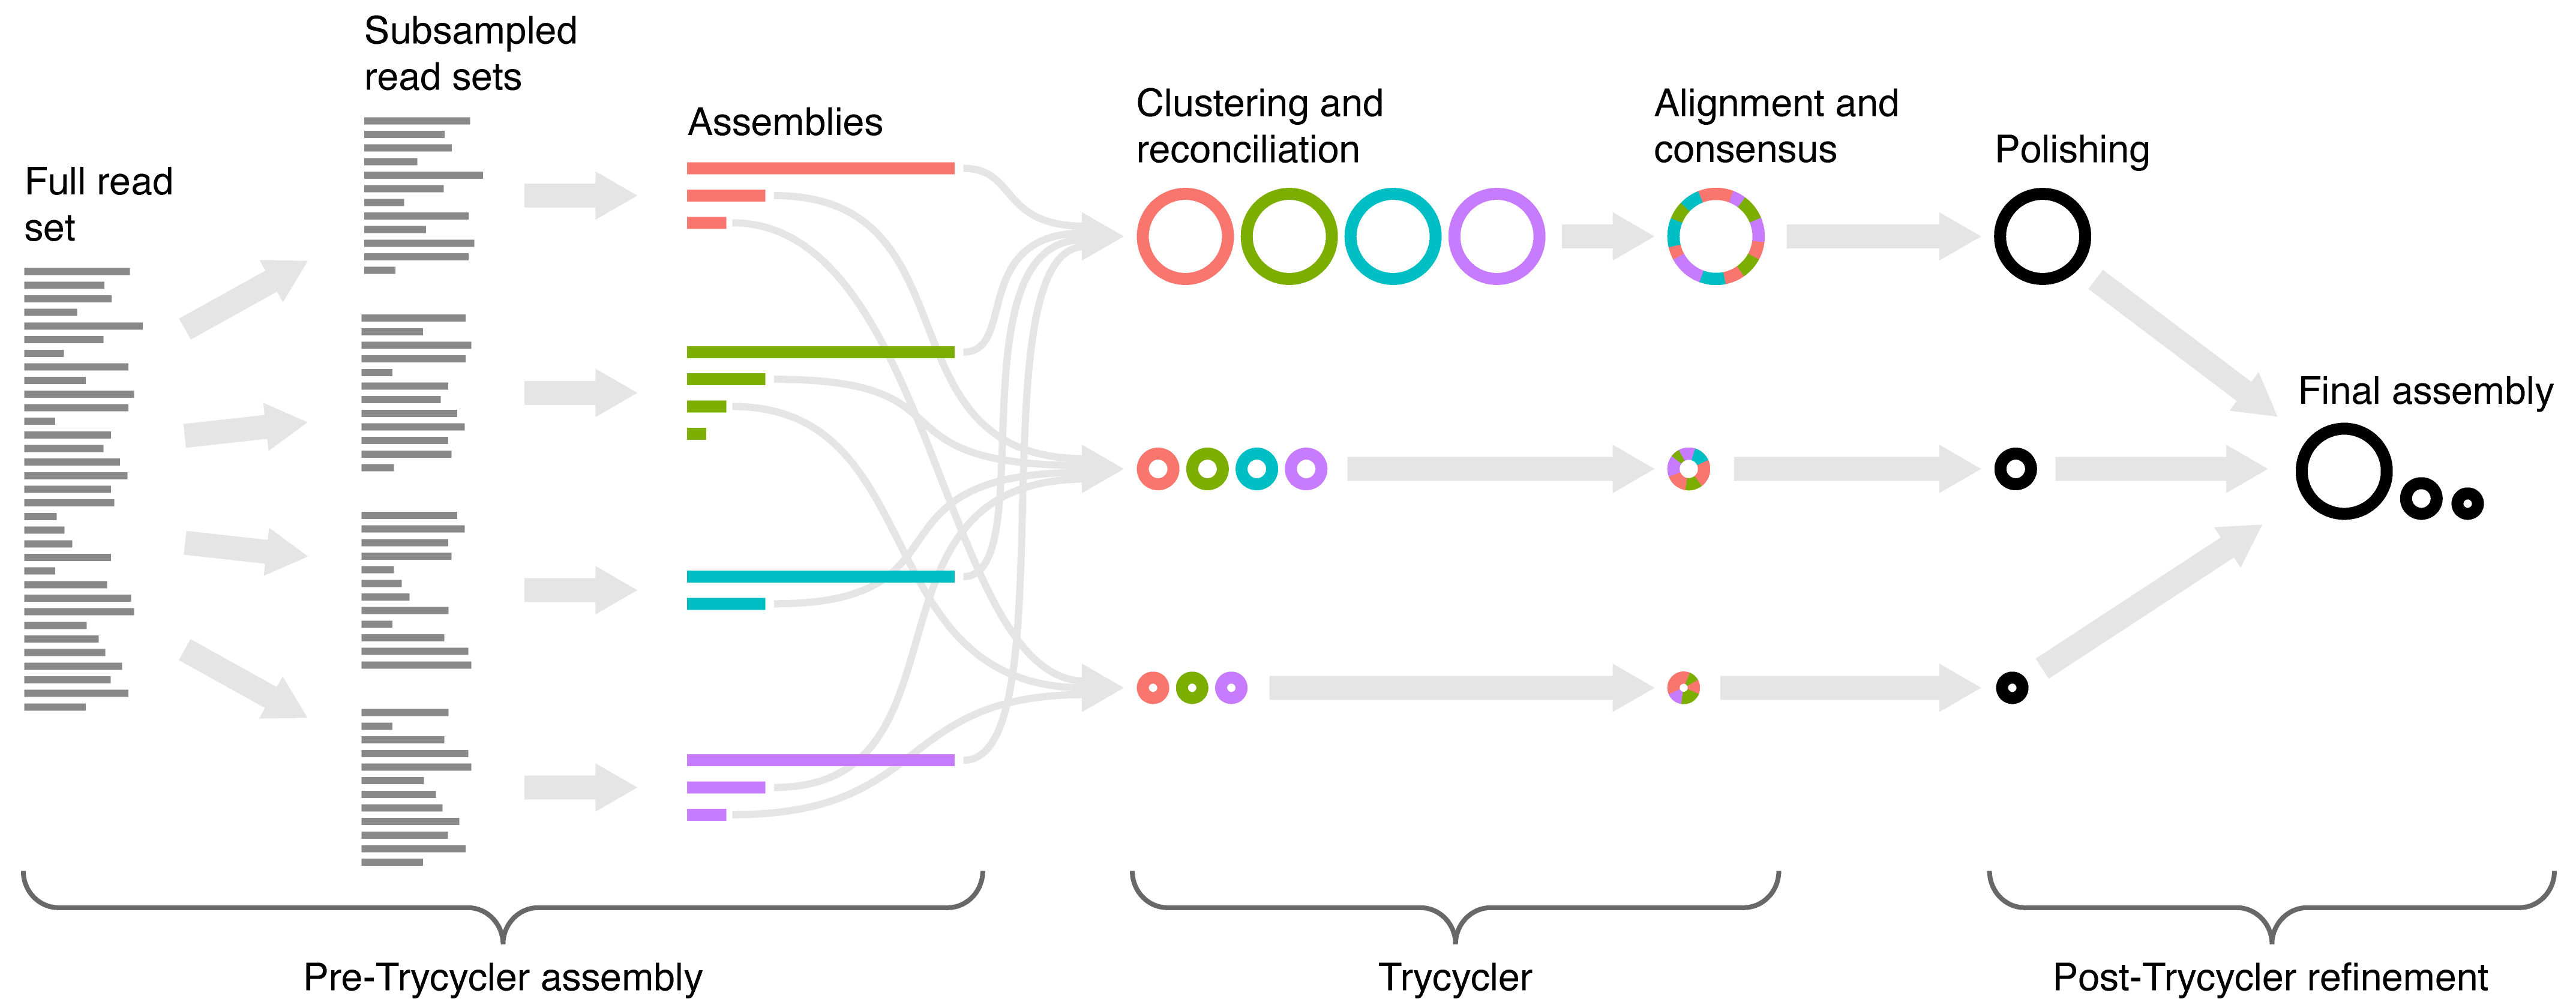 Full read
set
Subsampled
read sets
Assemblies
Clustering and
reconciliation
Alignment and
consensus
Polishing
Final assembly
Pre-Trycycler assembly
Trycycler
Post-Trycycler refinement